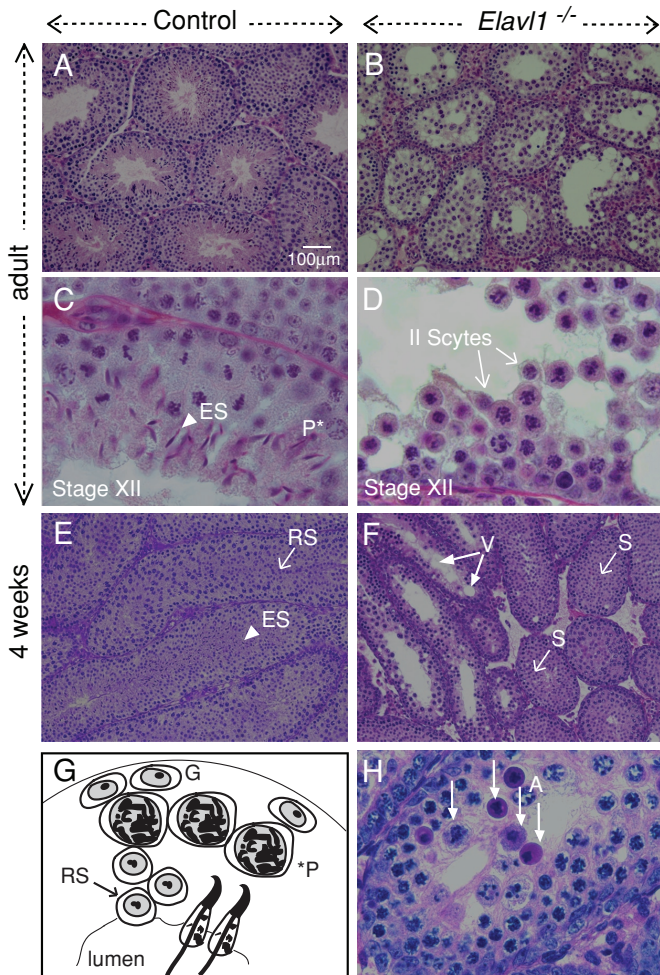 Control
Elavl1 -/-
adult
4 weeks
A
100μm
B
C
ES
P*
Stage XII
D
II Scytes
Stage XII
E
RS
ES
F
V
S
S
G
G
*P
RS
lumen
H
A